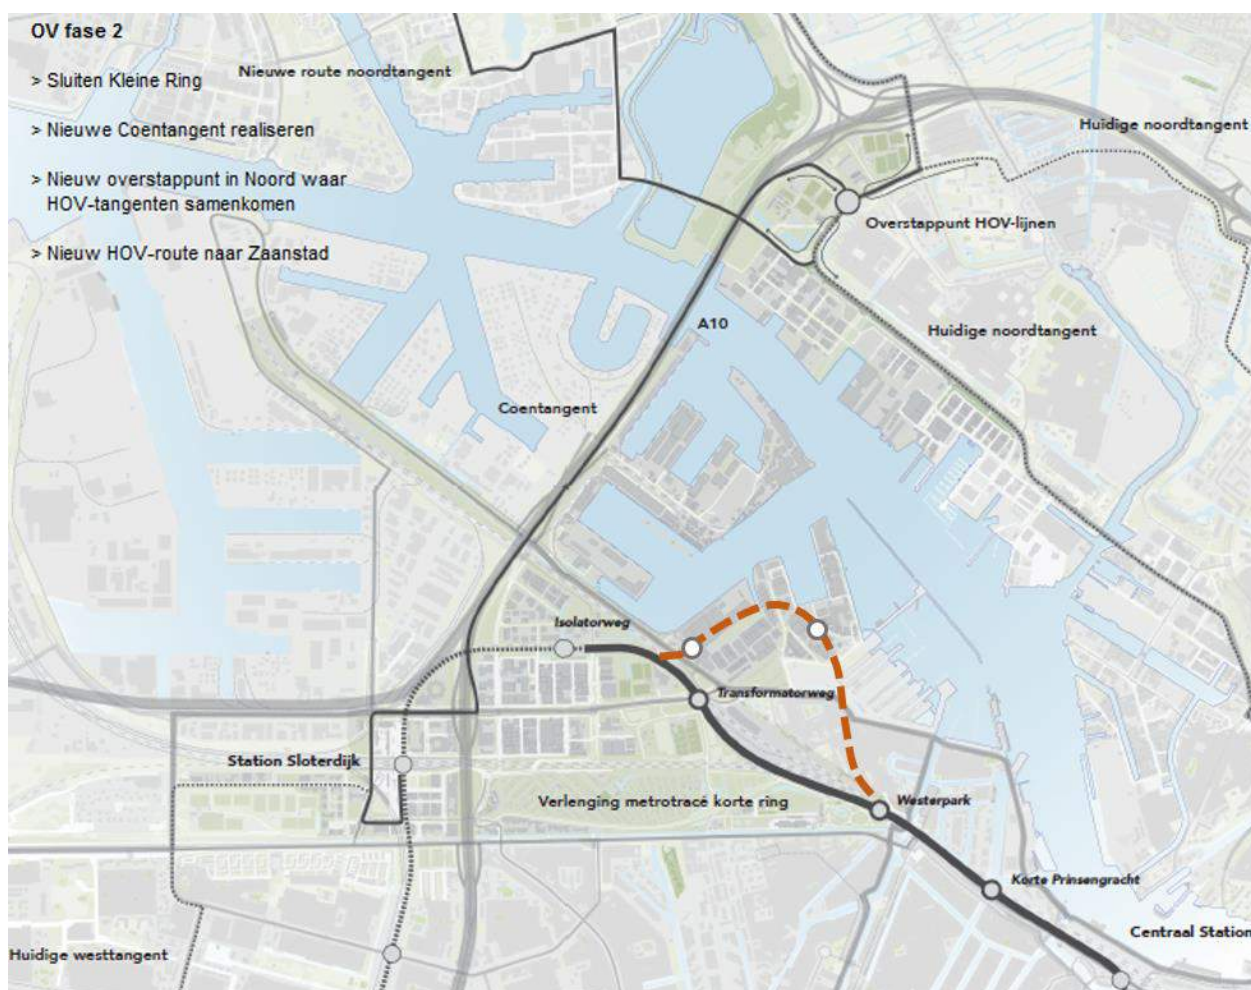 OV fase 2
> Sluiten Kleine Ring
> Nieuwe Coentangent realiseren
> Nieuw overstappunt in Noord waar
HOV-tangenten samenkomen
> Nieuw HOV-route naar Zaanstad
Nieuwe route noordtangent
Huidige noordtangent
Overstappunt HOV-lijnen
A10
Huidige noordtangent
Coentangent
Isolatorweg
Transformatorweg
Station Sloterdijk
Verlenging metrotracé korte ring
Westerpark
Korte Prinsengracht
Centraal Station
Huidige westtangent